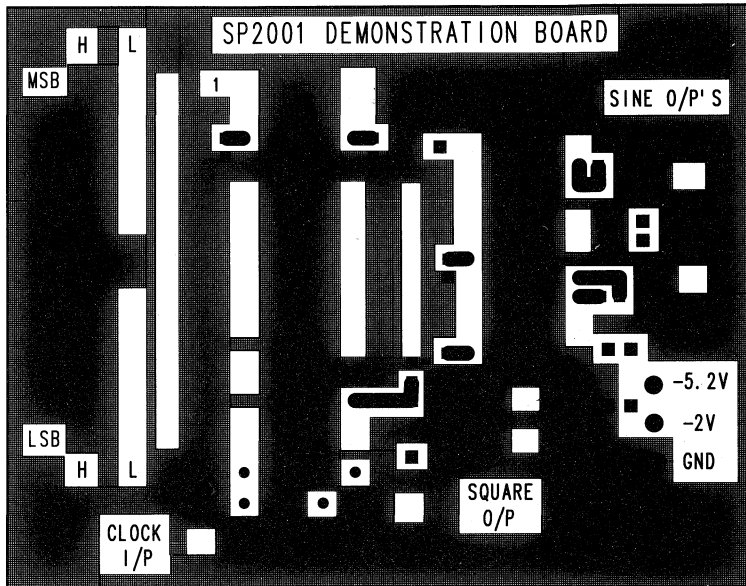 SP2001 DEMONSTRATION BOARD
H L
MSB
1
SINE O/P'S
-5.2V
-2V
GND
LSB
H L
SQUARE
O/P
CLOCK
I/P